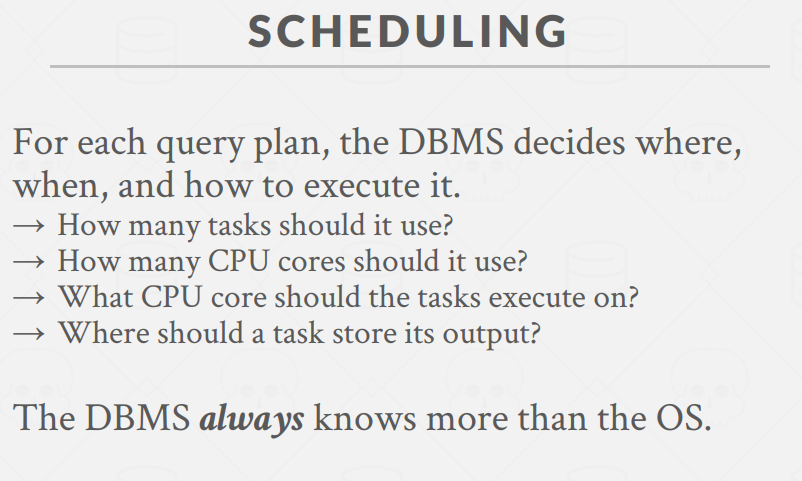 SCHEDULING
For each query plan, the DBMS decides where,
when, and how to execute it.
→ How many tasks should it use?
→ How many CPU cores should it use?
→ What CPU core should the tasks execute on?
→ Where should a task store its output?
The DBMS always knows more than the OS.